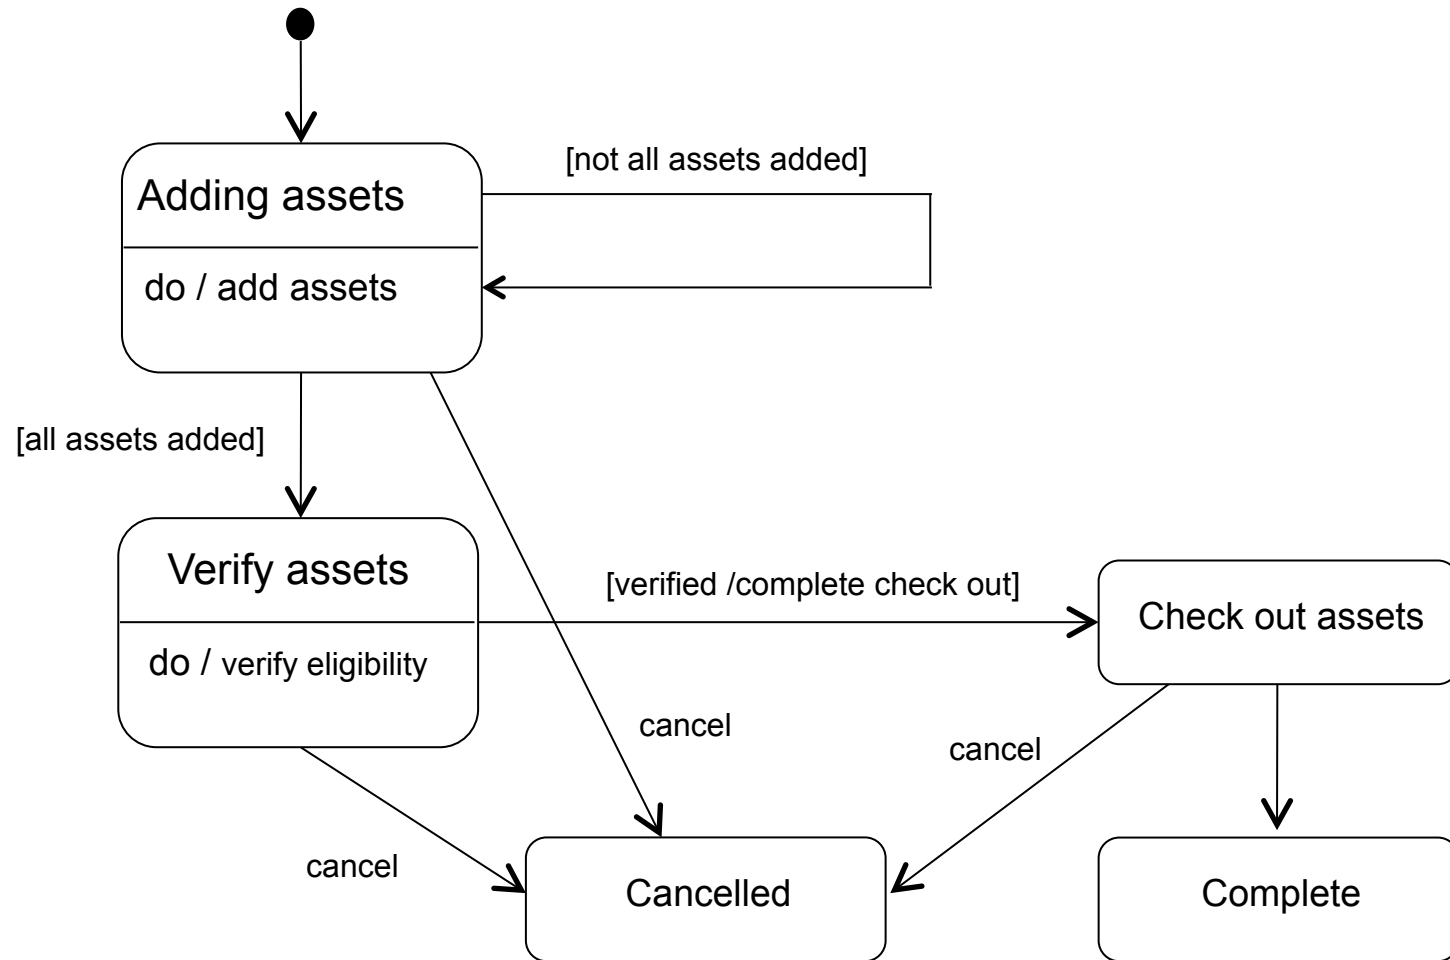 [not all assets added]
Adding assets
do / add assets
[all assets added]
Verify assets
[verified /complete check out]
Check out assets
do / verify eligibility
cancel
cancel
cancel
Cancelled
Complete